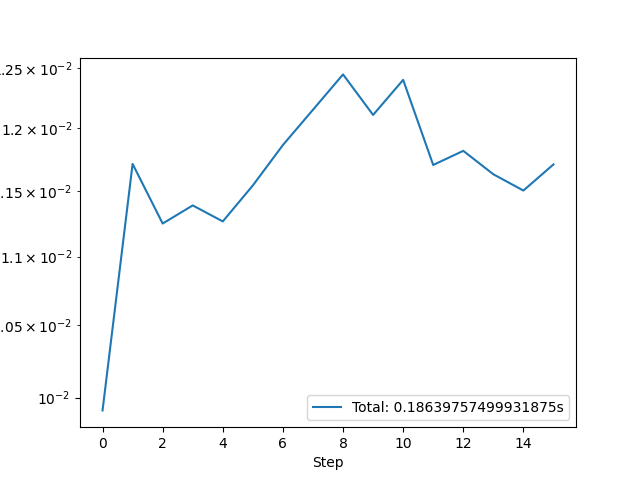 .25 × 10⁻²
1.2 × 10⁻²
.15 × 10⁻²
1.1 × 10⁻²
.05 × 10⁻²
10⁻²
Total: 0.18639757499931875s
0 2 4 6 8 10 12 14
Step